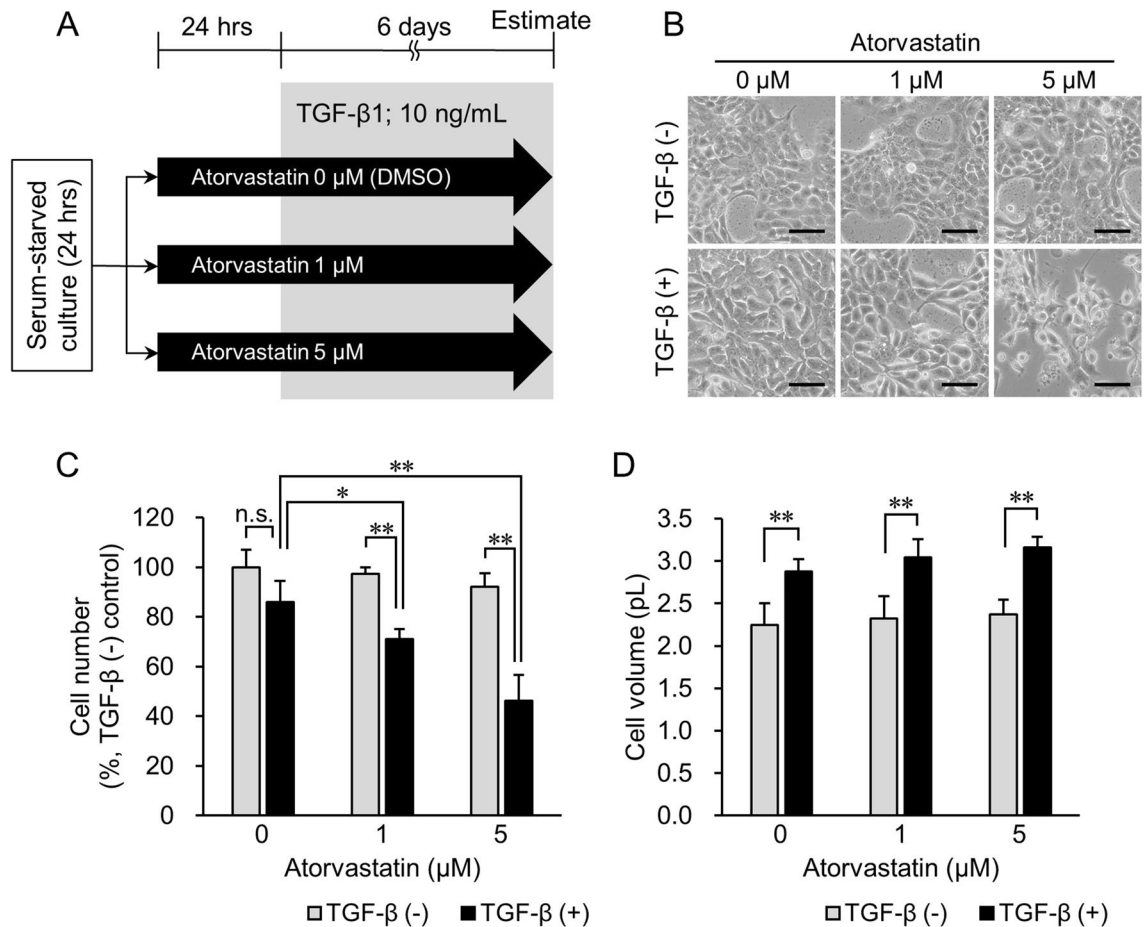 A
24 hrs
6 days
Estimate
TGF-β1; 10 ng/mL
Serum-starved
culture (24 hrs)
Atorvastatin 0 µM (DMSO)
Atorvastatin 1 µM
Atorvastatin 5 µM
B
Atorvastatin
0 µM
1 µM
5 µM
TGF-β (-)
TGF-β (+)
C
Cell number
(%, TGF-β (-) control)
120
100
80
60
40
20
0
n.s.
*
**
**
**
0
1
5
Atorvastatin (µM)
TGF-β (-)
TGF-β (+)
D
Cell volume (pL)
3.5
3.0
2.5
2.0
1.5
1.0
0.5
0.0
**
**
**
0
1
5
Atorvastatin (µM)
TGF-β (-)
TGF-β (+)